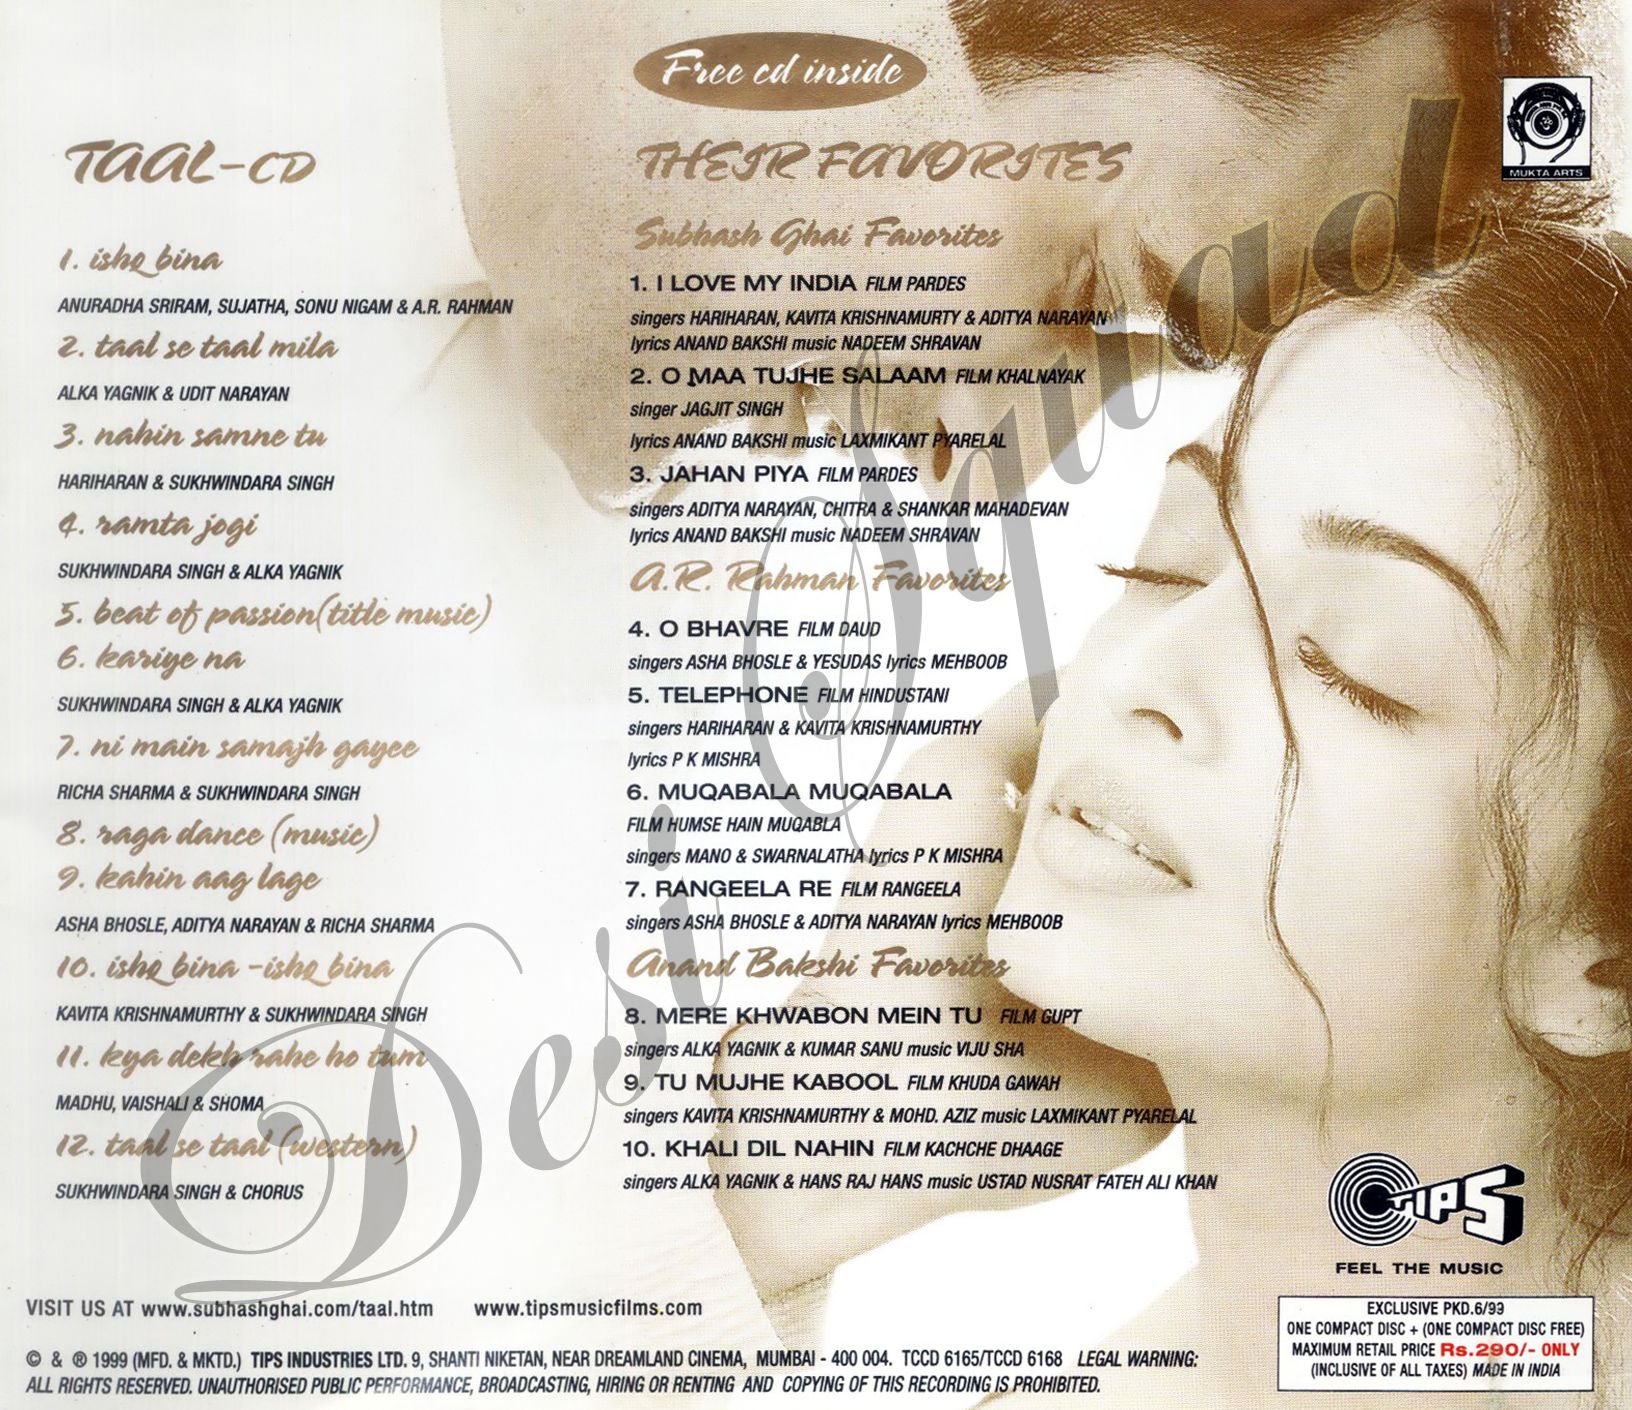 Free cd inside
MUKTA ARTS
TAAL-CD
1. ishq bina
ANURADHA SRIRAM, SUJATHA, SONU NIGAM & A.R. RAHMAN
2. taal se taal mila
ALKA YAGNIK & UDIT NARAYAN
3. nahin samne tu
HARIHARAN & SUKHWINDARA SINGH
4. ramta jogi
SUKHWINDARA SINGH & ALKA YAGNIK
5. beat of passion(title music)
6. kariye na
SUKHWINDARA SINGH & ALKA YAGNIK
7. ni main samajh gayee
RICHA SHARMA & SUKHWINDARA SINGH
8. raga dance (music)
9. kahin aag lage
ASHA BHOSLE, ADITYA NARAYAN & RICHA SHARMA
10. ishq bina -ishq bina
KAVITA KRISHNAMURTHY & SUKHWINDARA SINGH
11. kya dekh rahe ho tum
MADHU, VAISHALI & SHOMA
12. taal se taal (western)
SUKHWINDARA SINGH & CHORUS
THEIR FAVORITES
Subhash Ghai Favorites
1. I LOVE MY INDIA FILM PARDES
singers HARIHARAN, KAVITA KRISHNAMURTY & ADITYA NARAYAN
lyrics ANAND BAKSHI music NADEEM SHRAVAN
2. O MAA TUJHE SALAAM FILM KHALNAYAK
singer JAGJIT SINGH
lyrics ANAND BAKSHI music LAXMIKANT PYARELAL
3. JAHAN PIYA FILM PARDES
singers ADITYA NARAYAN, CHITRA & SHANKAR MAHADEVAN
lyrics ANAND BAKSHI music NADEEM SHRAVAN
A.R. Rahman Favorites
4. O BHAVRE FILM DAUD
singers ASHA BHOSLE & YESUDAS lyrics MEHBOOB
5. TELEPHONE FILM HINDUSTANI
singers HARIHARAN & KAVITA KRISHNAMURTHY
lyrics P K MISHRA
6. MUQABALA MUQABALA
FILM HUMSE HAIN MUQABLA
singers MANO & SWARNALATHA lyrics P K MISHRA
7. RANGEELA RE FILM RANGEELA
singers ASHA BHOSLE & ADITYA NARAYAN lyrics MEHBOOB
Anand Bakshi Favorites
8. MERE KHWABON MEIN TU FILM GUPT
singers ALKA YAGNIK & KUMAR SANU music VIJU SHA
9. TU MUJHE KABOOL FILM KHUDA GAWAH
singers KAVITA KRISHNAMURTHY & MOHD. AZIZ music LAXMIKANT PYARELAL
10. KHALI DIL NAHIN FILM KACHCHE DHAAGE
singers ALKA YAGNIK & HANS RAJ HANS music USTAD NUSRAT FATEH ALI KHAN
Desi Squad
TIPS
FEEL THE MUSIC
VISIT US AT www.subhashghai.com/taal.htm www.tipsmusicfilms.com
EXCLUSIVE PKD.6/99
ONE COMPACT DISC + (ONE COMPACT DISC FREE)
MAXIMUM RETAIL PRICE Rs.290/- ONLY
(INCLUSIVE OF ALL TAXES) MADE IN INDIA
© & ℗ 1999 (MFD. & MKTD.) TIPS INDUSTRIES LTD. 9, SHANTI NIKETAN, NEAR DREAMLAND CINEMA, MUMBAI - 400 004. TCCD 6165/TCCD 6168 LEGAL WARNING:
ALL RIGHTS RESERVED. UNAUTHORISED PUBLIC PERFORMANCE, BROADCASTING, HIRING OR RENTING AND COPYING OF THIS RECORDING IS PROHIBITED.